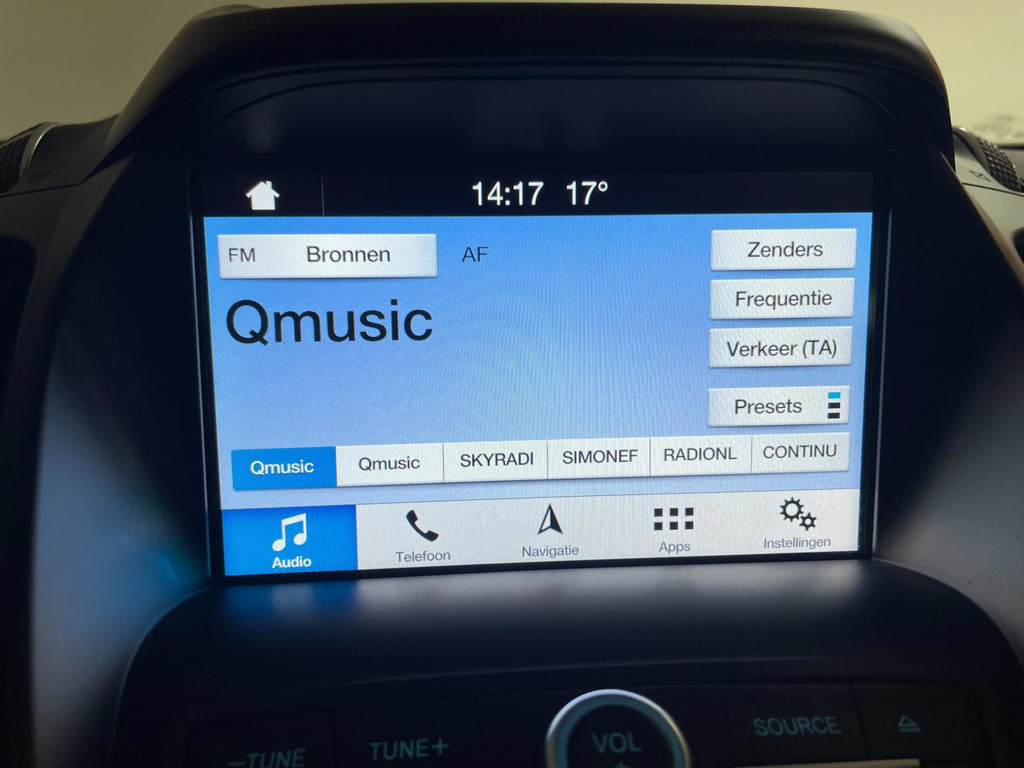 14:17 17°
FM Bronnen AF
Zenders
Qmusic
Frequentie
Verkeer (TA)
Presets
Qmusic Qmusic SKYRADI SIMONEF RADIONL CONTINU
Audio Telefoon Navigatie Apps Instellingen
–TUNE TUNE+ VOL SOURCE